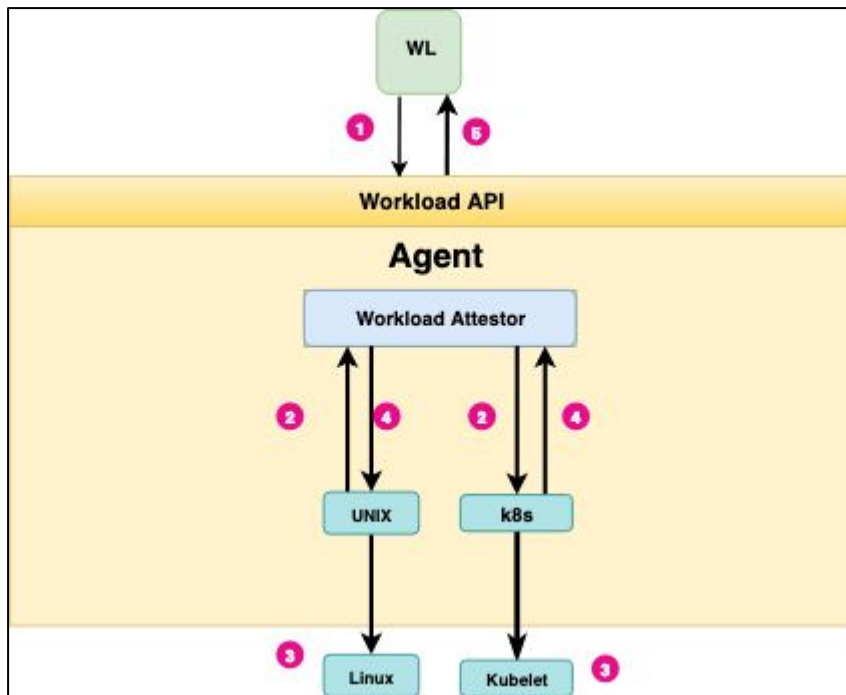 WL
1
5
Workload API
Agent
Workload Attestor
2
4
2
4
UNIX
k8s
3
Linux
Kubelet
3